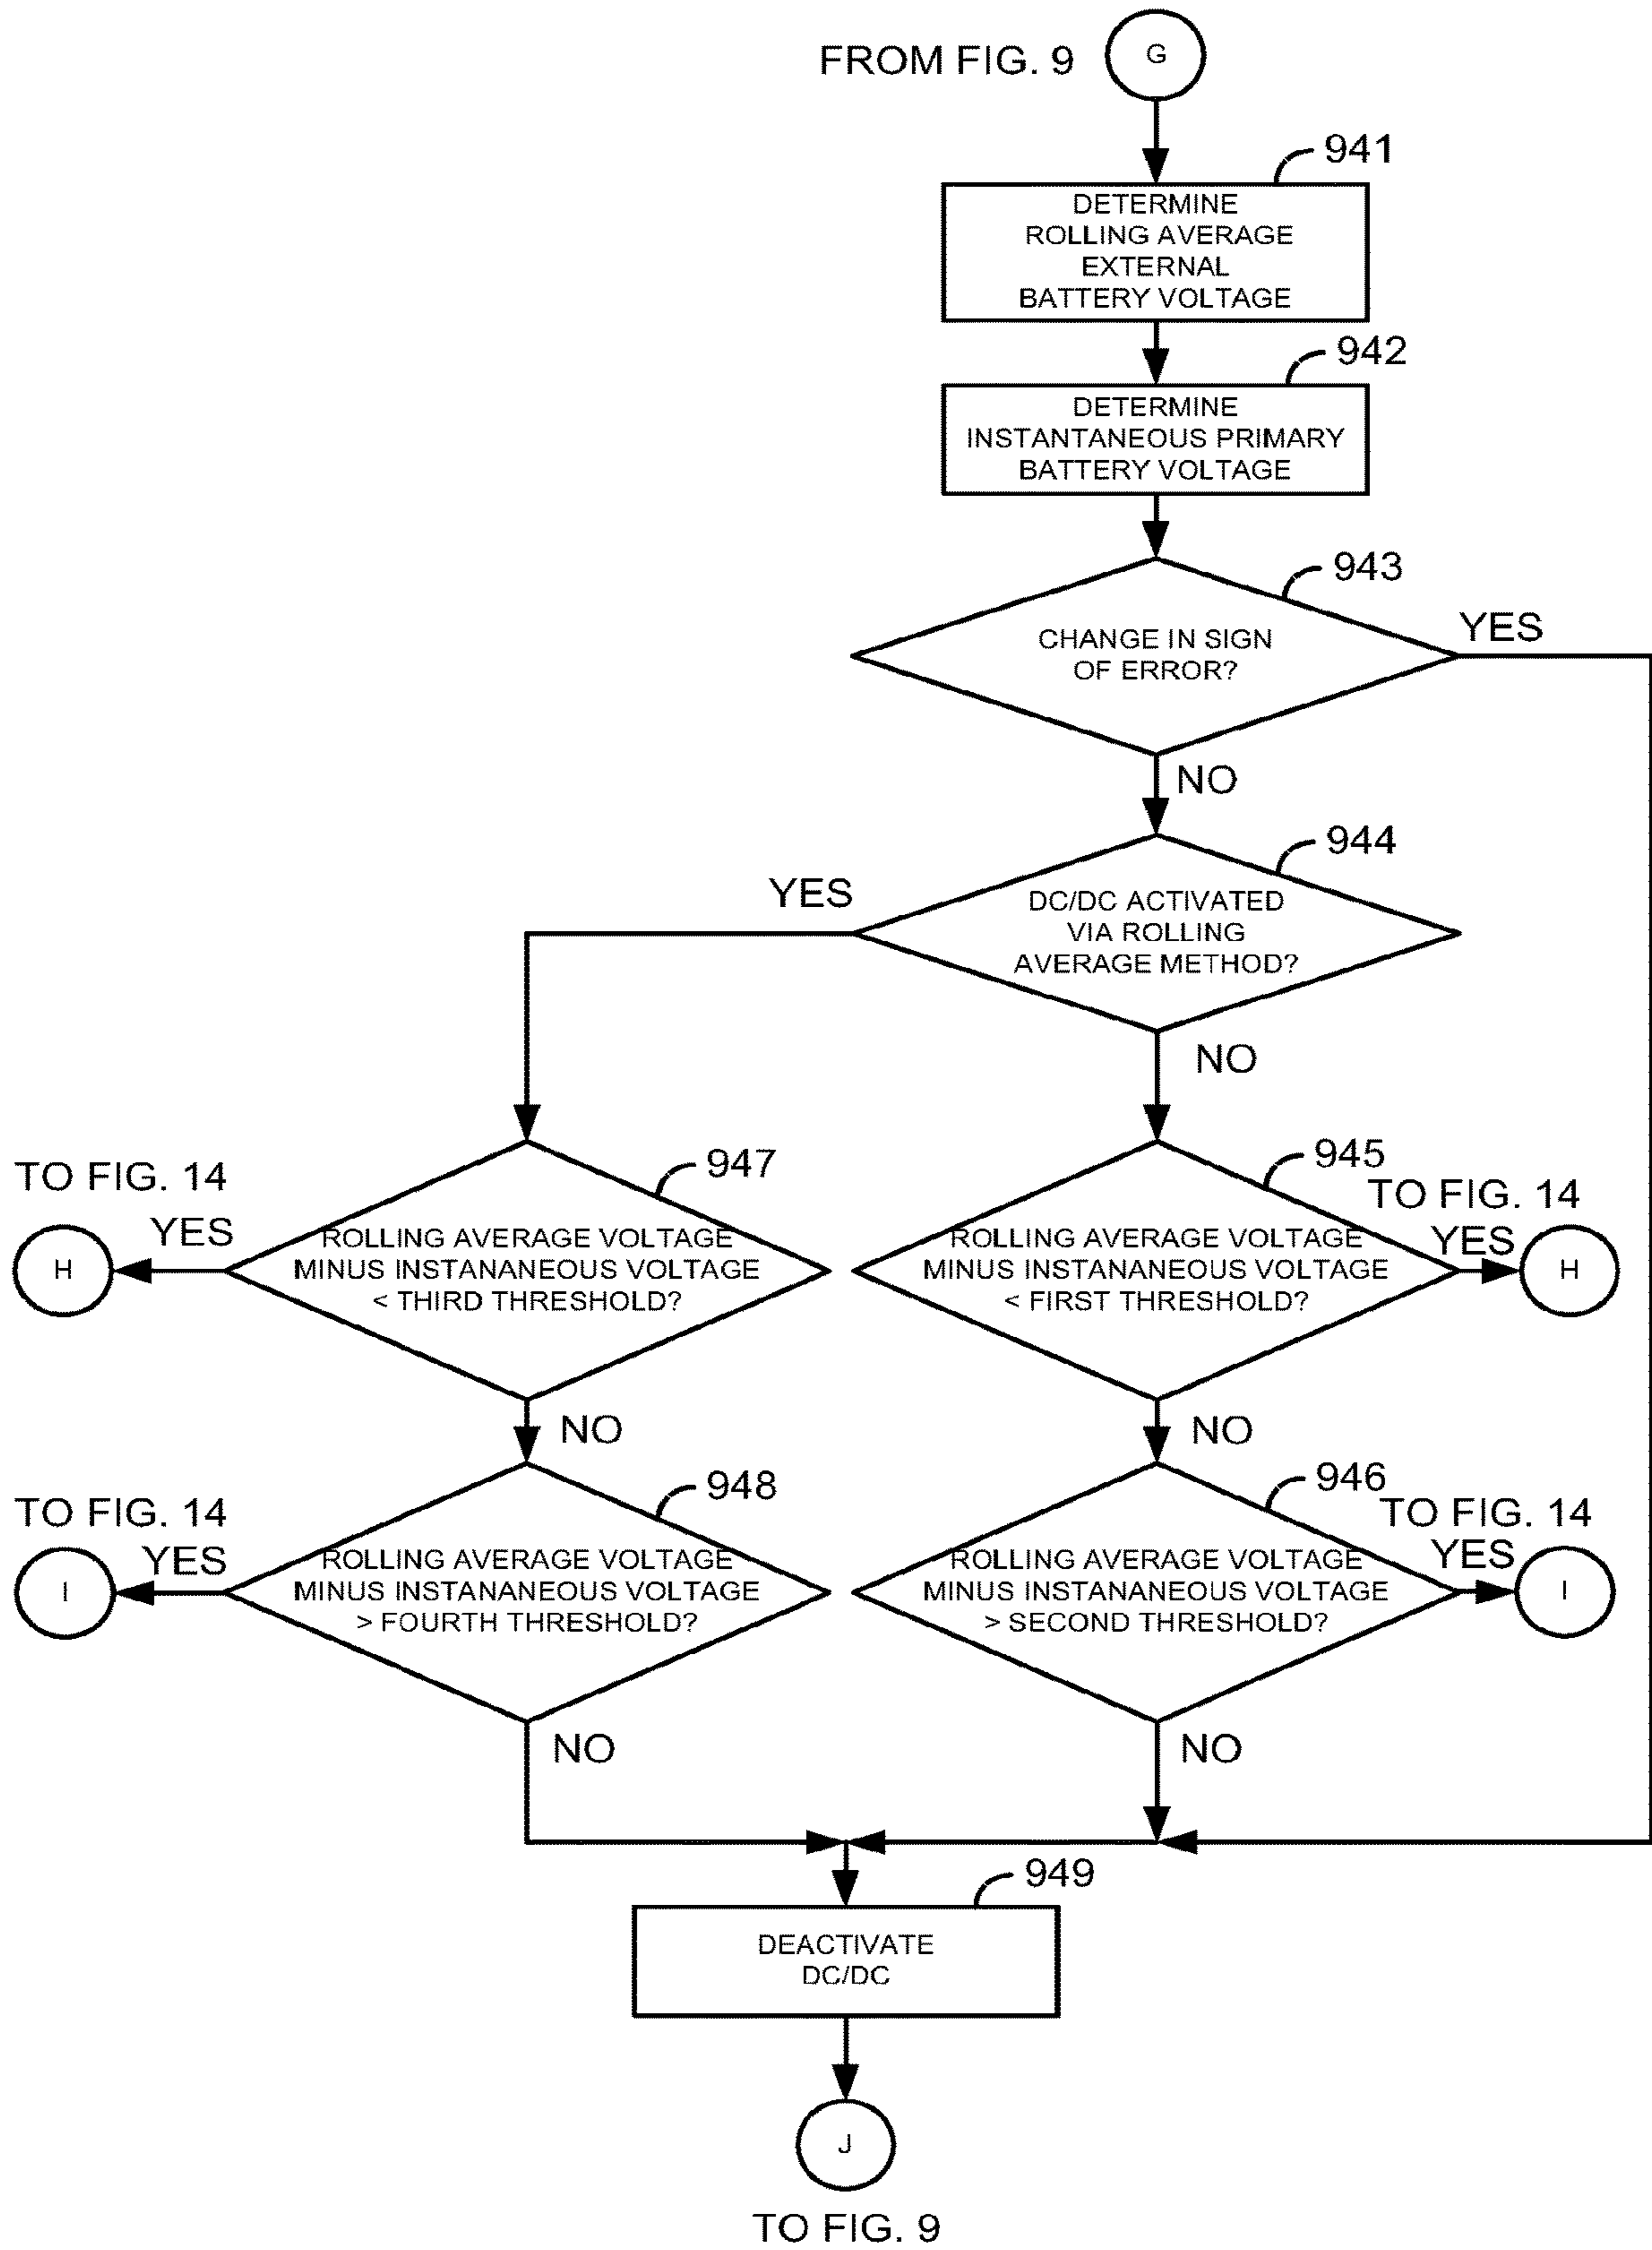 FROM FIG. 9
G
941
DETERMINE
ROLLING AVERAGE
EXTERNAL
BATTERY VOLTAGE
942
DETERMINE
INSTANTANEOUS PRIMARY
BATTERY VOLTAGE
943
CHANGE IN SIGN
OF ERROR?
YES
NO
944
DC/DC ACTIVATED
VIA ROLLING
AVERAGE METHOD?
YES
NO
947
TO FIG. 14
H
YES
ROLLING AVERAGE VOLTAGE
MINUS INSTANANEOUS VOLTAGE
< THIRD THRESHOLD?
NO
945
TO FIG. 14
YES
H
ROLLING AVERAGE VOLTAGE
MINUS INSTANANEOUS VOLTAGE
< FIRST THRESHOLD?
NO
948
TO FIG. 14
I
YES
ROLLING AVERAGE VOLTAGE
MINUS INSTANANEOUS VOLTAGE
> FOURTH THRESHOLD?
NO
946
TO FIG. 14
YES
I
ROLLING AVERAGE VOLTAGE
MINUS INSTANANEOUS VOLTAGE
> SECOND THRESHOLD?
NO
949
DEACTIVATE
DC/DC
J
TO FIG. 9